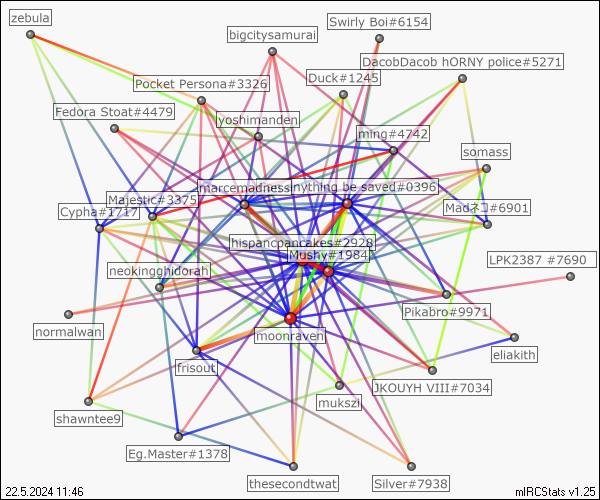 zebula
Swirly Boi#6154
bigcitysamurai
DacobDacob hORNY police#5271
Duck#1245
Pocket Persona#3326
Fedora Stoat#4479
yoshimanden
ming#4742
somass
marcemadness
nything be saved#0396
Majestic#3375
Cypha#1717
hispancpancakes#2928
Mushy#1984
LPK2387 #7690
neokingghidorah
Pikabro#9971
normalwan
moonraven
eliakith
frisout
JKOUYH VIII#7034
mukszi
shawntee9
Eg.Master#1378
thesecondtwat
Silver#7938
22.5.2024 11:46
mIRCStats v1.25